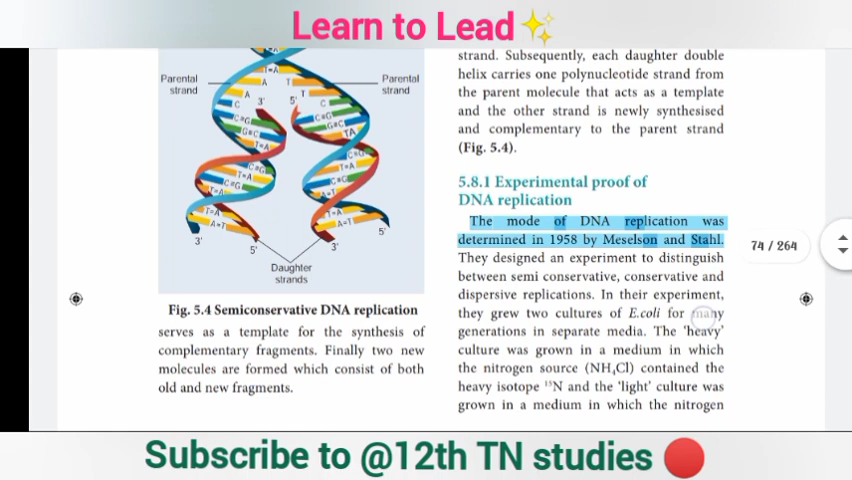 Learn to Lead✨
T=A
Parental
strand
A
T
Parental
strand
A
T
C
3'
5'
C
C≡G
C≡G
G≡C
G≡C
T=A
TA
C≡G
C≡G
T=A
T=A
C≡G
C≡G
T=A
A=T
T=A
T=A
A=T
A=T
3'
5'
3'
5'
Daughter
strands
Fig. 5.4 Semiconservative DNA replication
serves as a template for the synthesis of
complementary fragments. Finally two new
molecules are formed which consist of both
old and new fragments.
strand. Subsequently, each daughter double
helix carries one polynucleotide strand from
the parent molecule that acts as a template
and the other strand is newly synthesised
and complementary to the parent strand
(Fig. 5.4).
5.8.1 Experimental proof of
DNA replication
The mode of DNA replication was
determined in 1958 by Meselson and Stahl.
They designed an experiment to distinguish
between semi conservative, conservative and
dispersive replications. In their experiment,
they grew two cultures of E.coli for many
generations in separate media. The 'heavy'
culture was grown in a medium in which
the nitrogen source (NH₄Cl) contained the
heavy isotope ¹⁵N and the 'light' culture was
grown in a medium in which the nitrogen
74 / 264
Subscribe to @12th TN studies 🔴